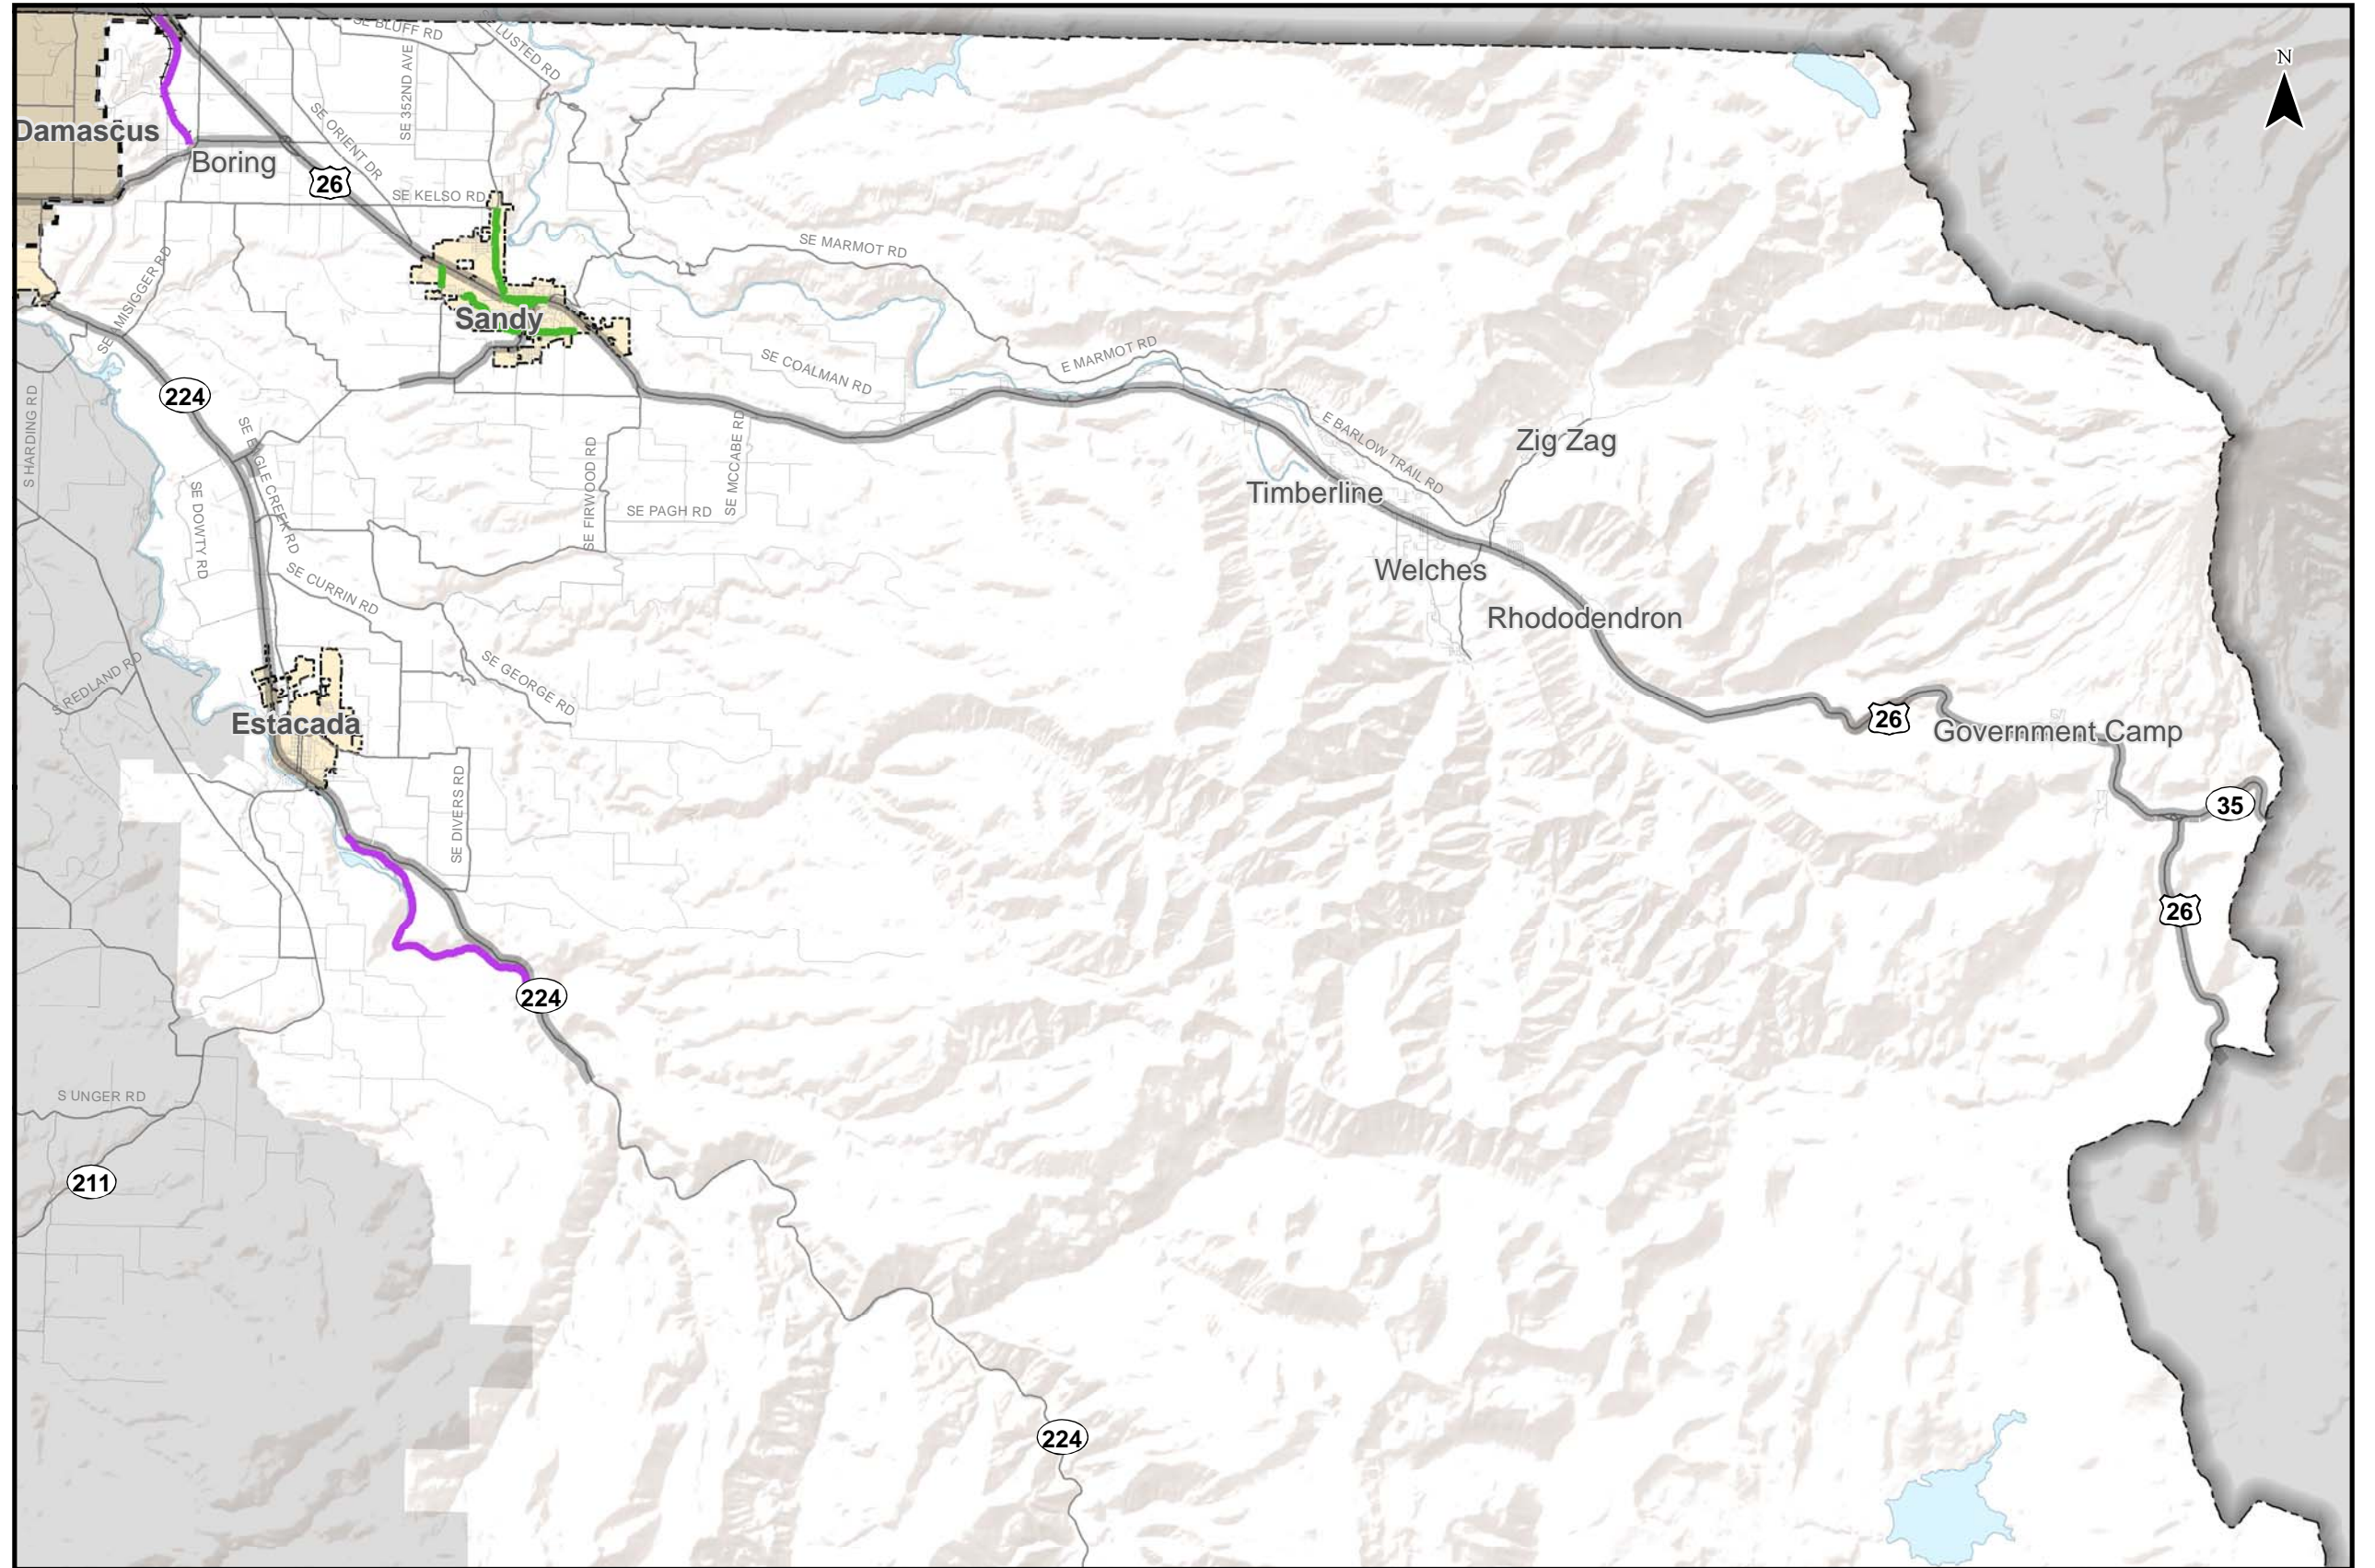 SE BLUFF RD
LUSTED RD
SE 352ND AVE
N
Damascus
SE ORIENT DR
Boring
26
SE KELSO RD
SE MARMOT RD
Sandy
224
SE COALMAN RD
E MARMOT RD
S HARDING RD
SE EAGLE CREEK RD
SE FIRWOOD RD
SE MCCABE RD
E BARLOW TRAIL RD
Zig Zag
SE DOWTY RD
SE PAGH RD
Timberline
SE CURRIN RD
Welches
Rhododendron
S REDLAND RD
SE GEORGE RD
Estacada
26
Government Camp
SE DIVERS RD
35
26
224
S UNGER RD
211
224